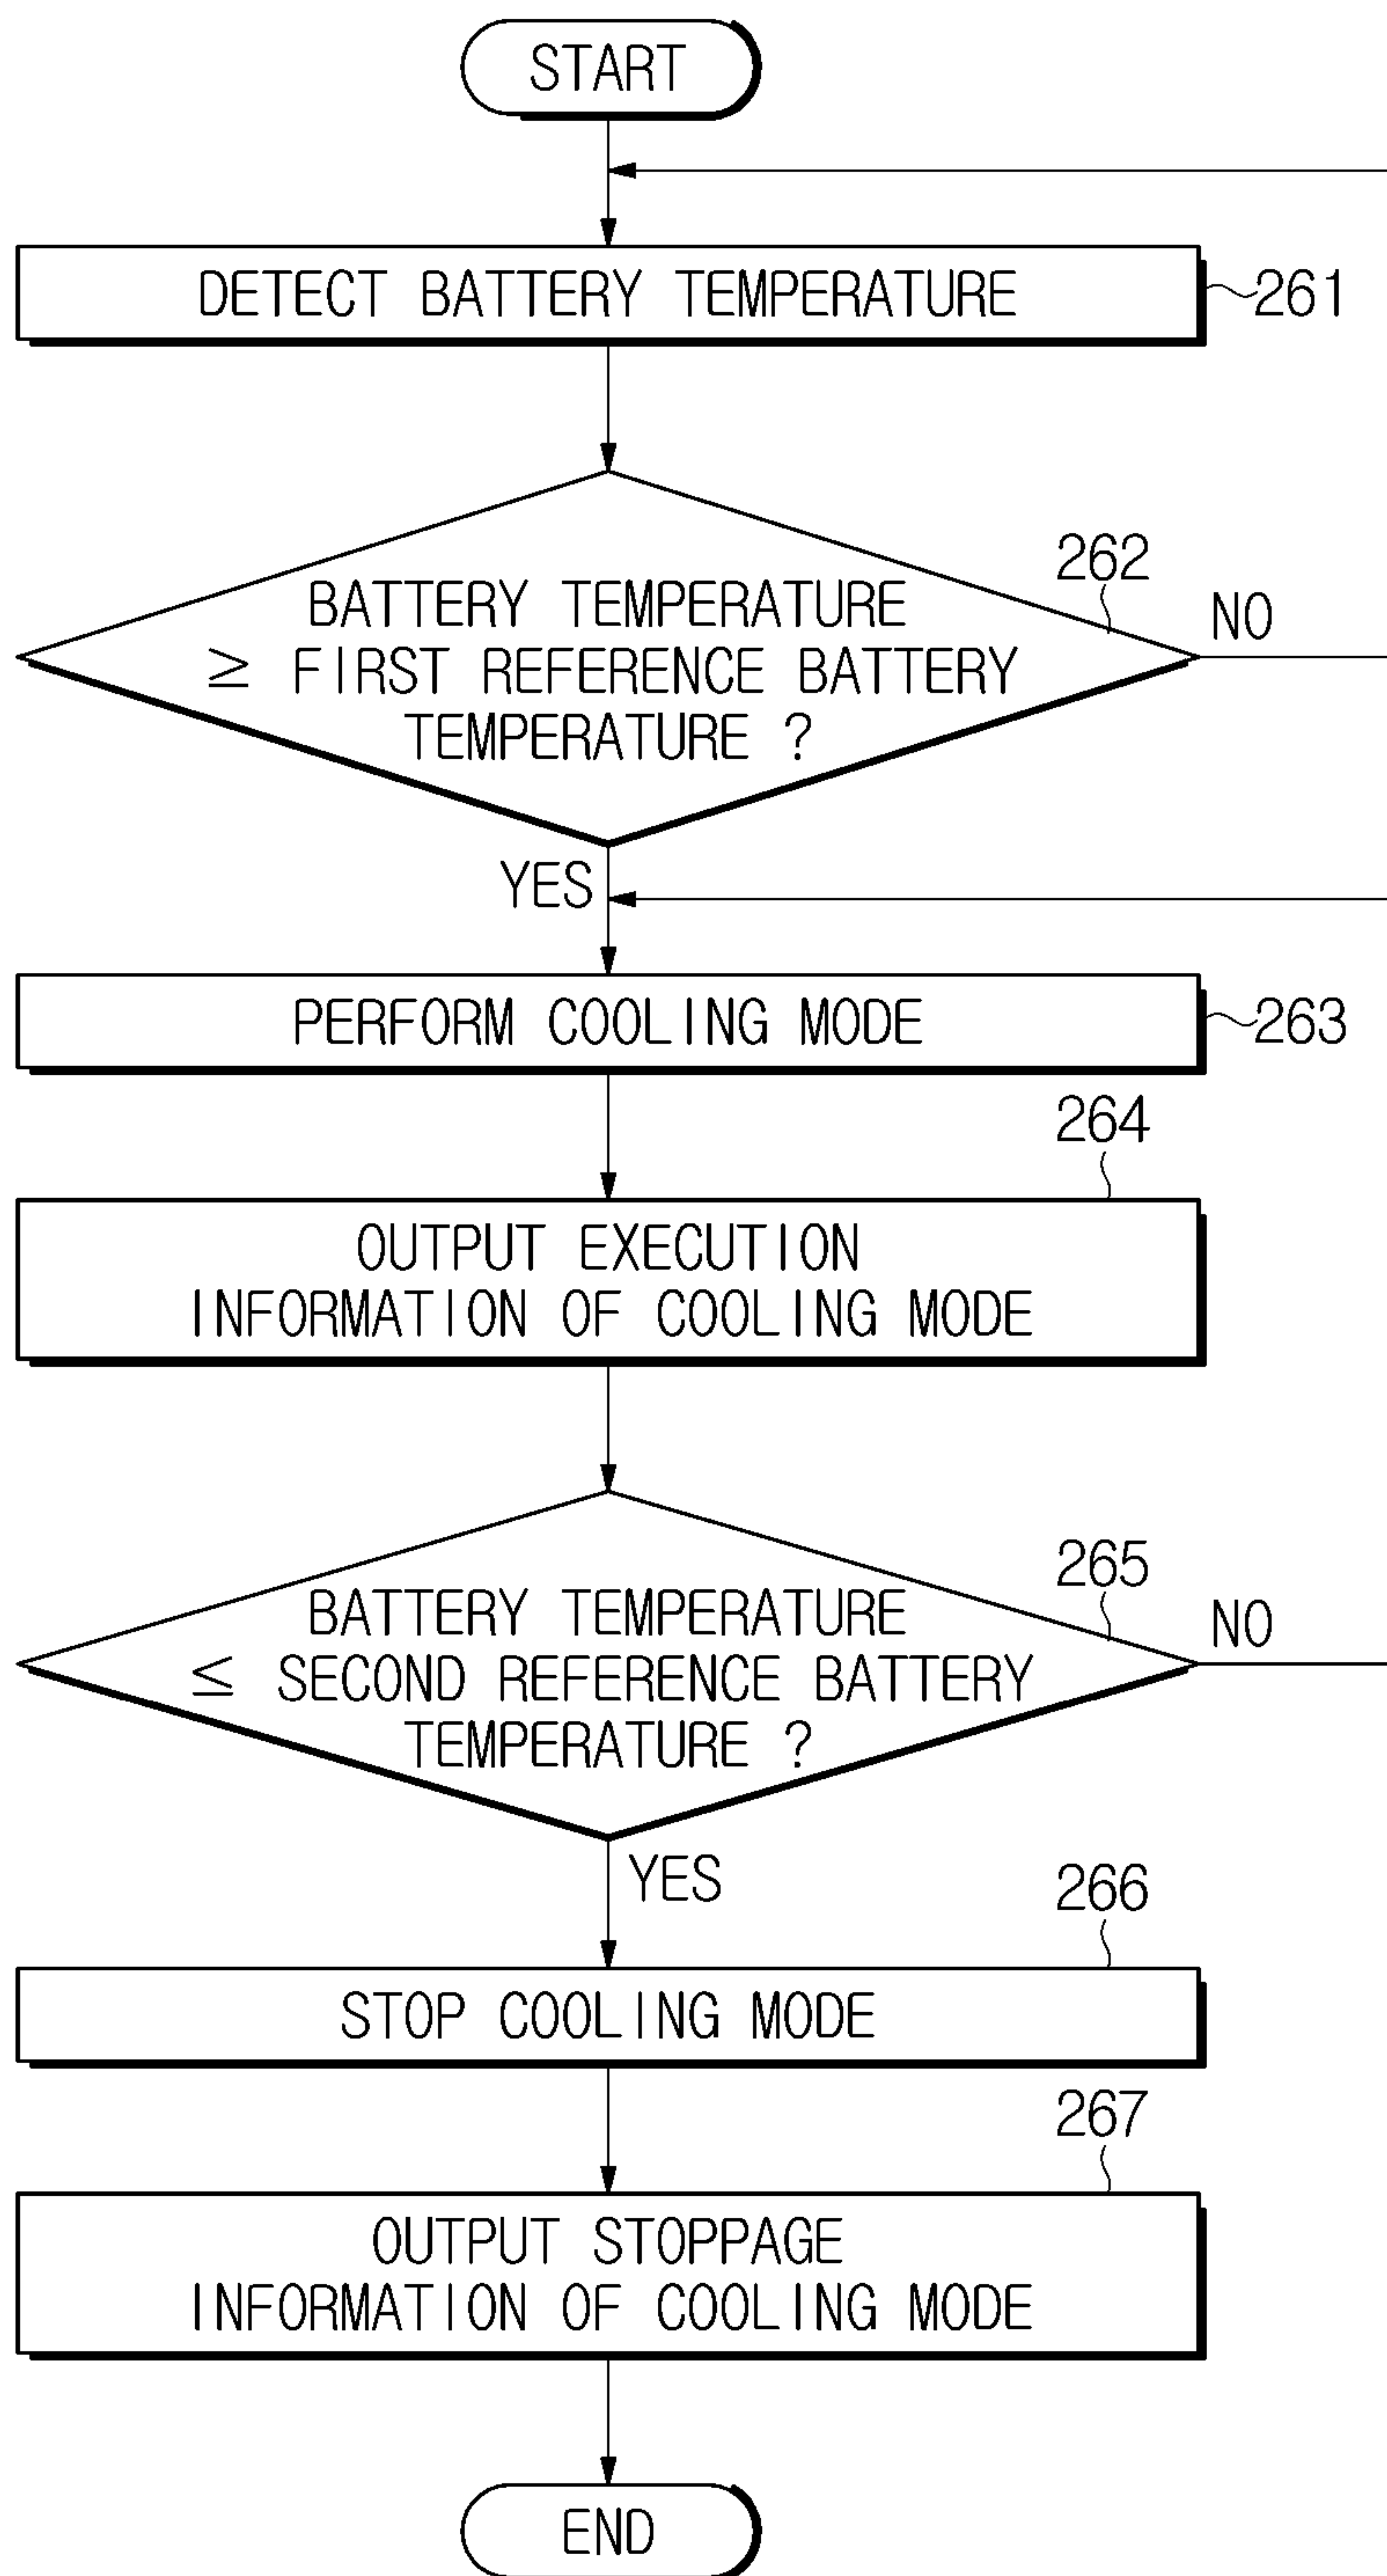 START
DETECT BATTERY TEMPERATURE
261
262
BATTERY TEMPERATURE
≥ FIRST REFERENCE BATTERY
TEMPERATURE ?
NO
YES
PERFORM COOLING MODE
263
264
OUTPUT EXECUTION
INFORMATION OF COOLING MODE
265
BATTERY TEMPERATURE
≤ SECOND REFERENCE BATTERY
TEMPERATURE ?
NO
YES
266
STOP COOLING MODE
267
OUTPUT STOPPAGE
INFORMATION OF COOLING MODE
END